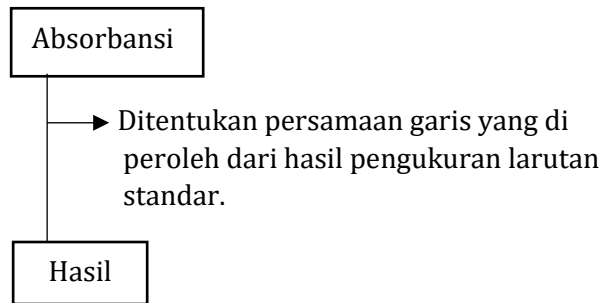 Absorbansi
Ditentukan persamaan garis yang di
peroleh dari hasil pengukuran larutan
standar.
Hasil